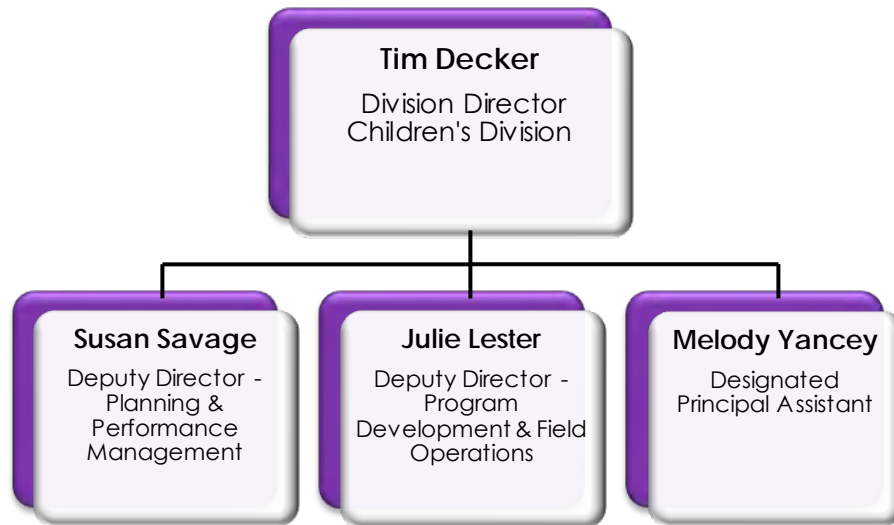 Tim Decker
Division Director
Children's Division
Susan Savage
Deputy Director -
Planning &
Performance
Management
Julie Lester
Deputy Director -
Program
Development & Field
Operations
Melody Yancey
Designated
Principal Assistant